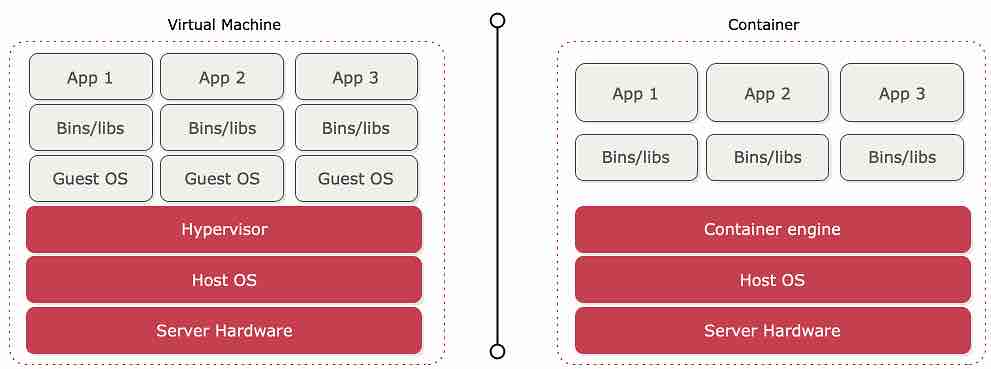 Virtual Machine
App 1
App 2
App 3
Bins/libs
Bins/libs
Bins/libs
Guest OS
Guest OS
Guest OS
Hypervisor
Host OS
Server Hardware
Container
App 1
App 2
App 3
Bins/libs
Bins/libs
Bins/libs
Container engine
Host OS
Server Hardware